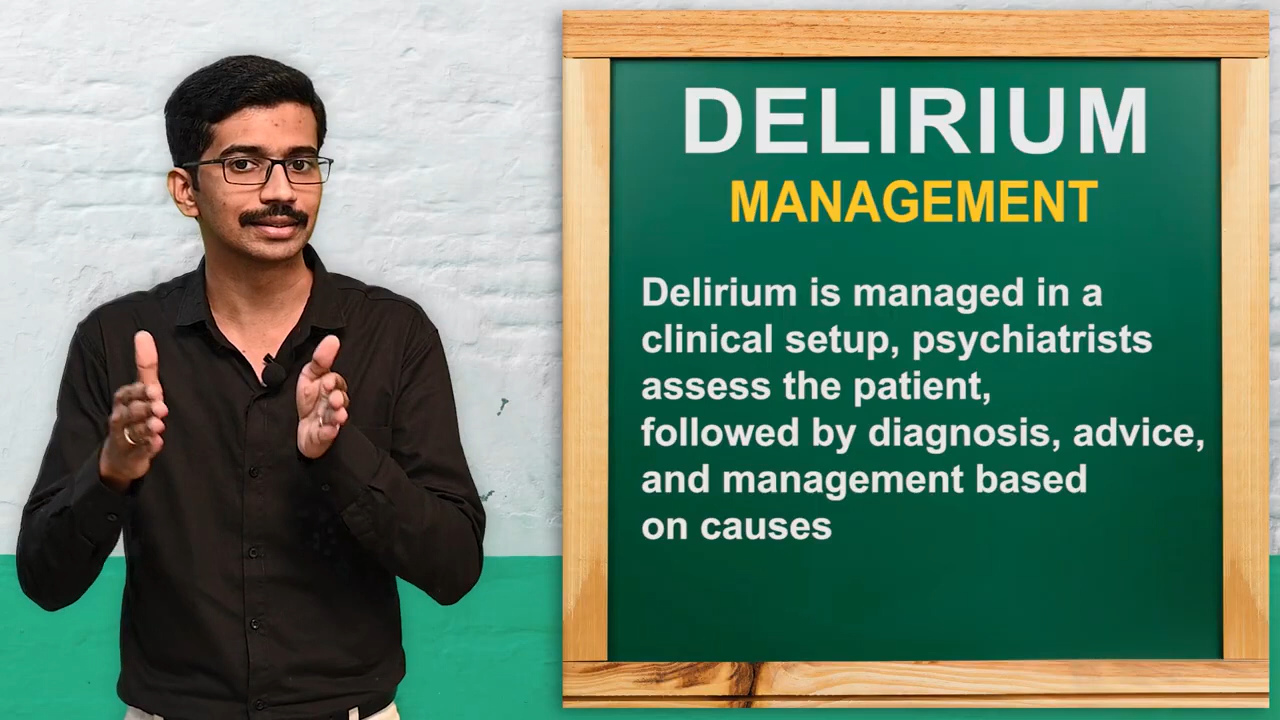 DELIRIUM
MANAGEMENT
Delirium is managed in a
clinical setup, psychiatrists
assess the patient,
followed by diagnosis, advice,
and management based
on causes